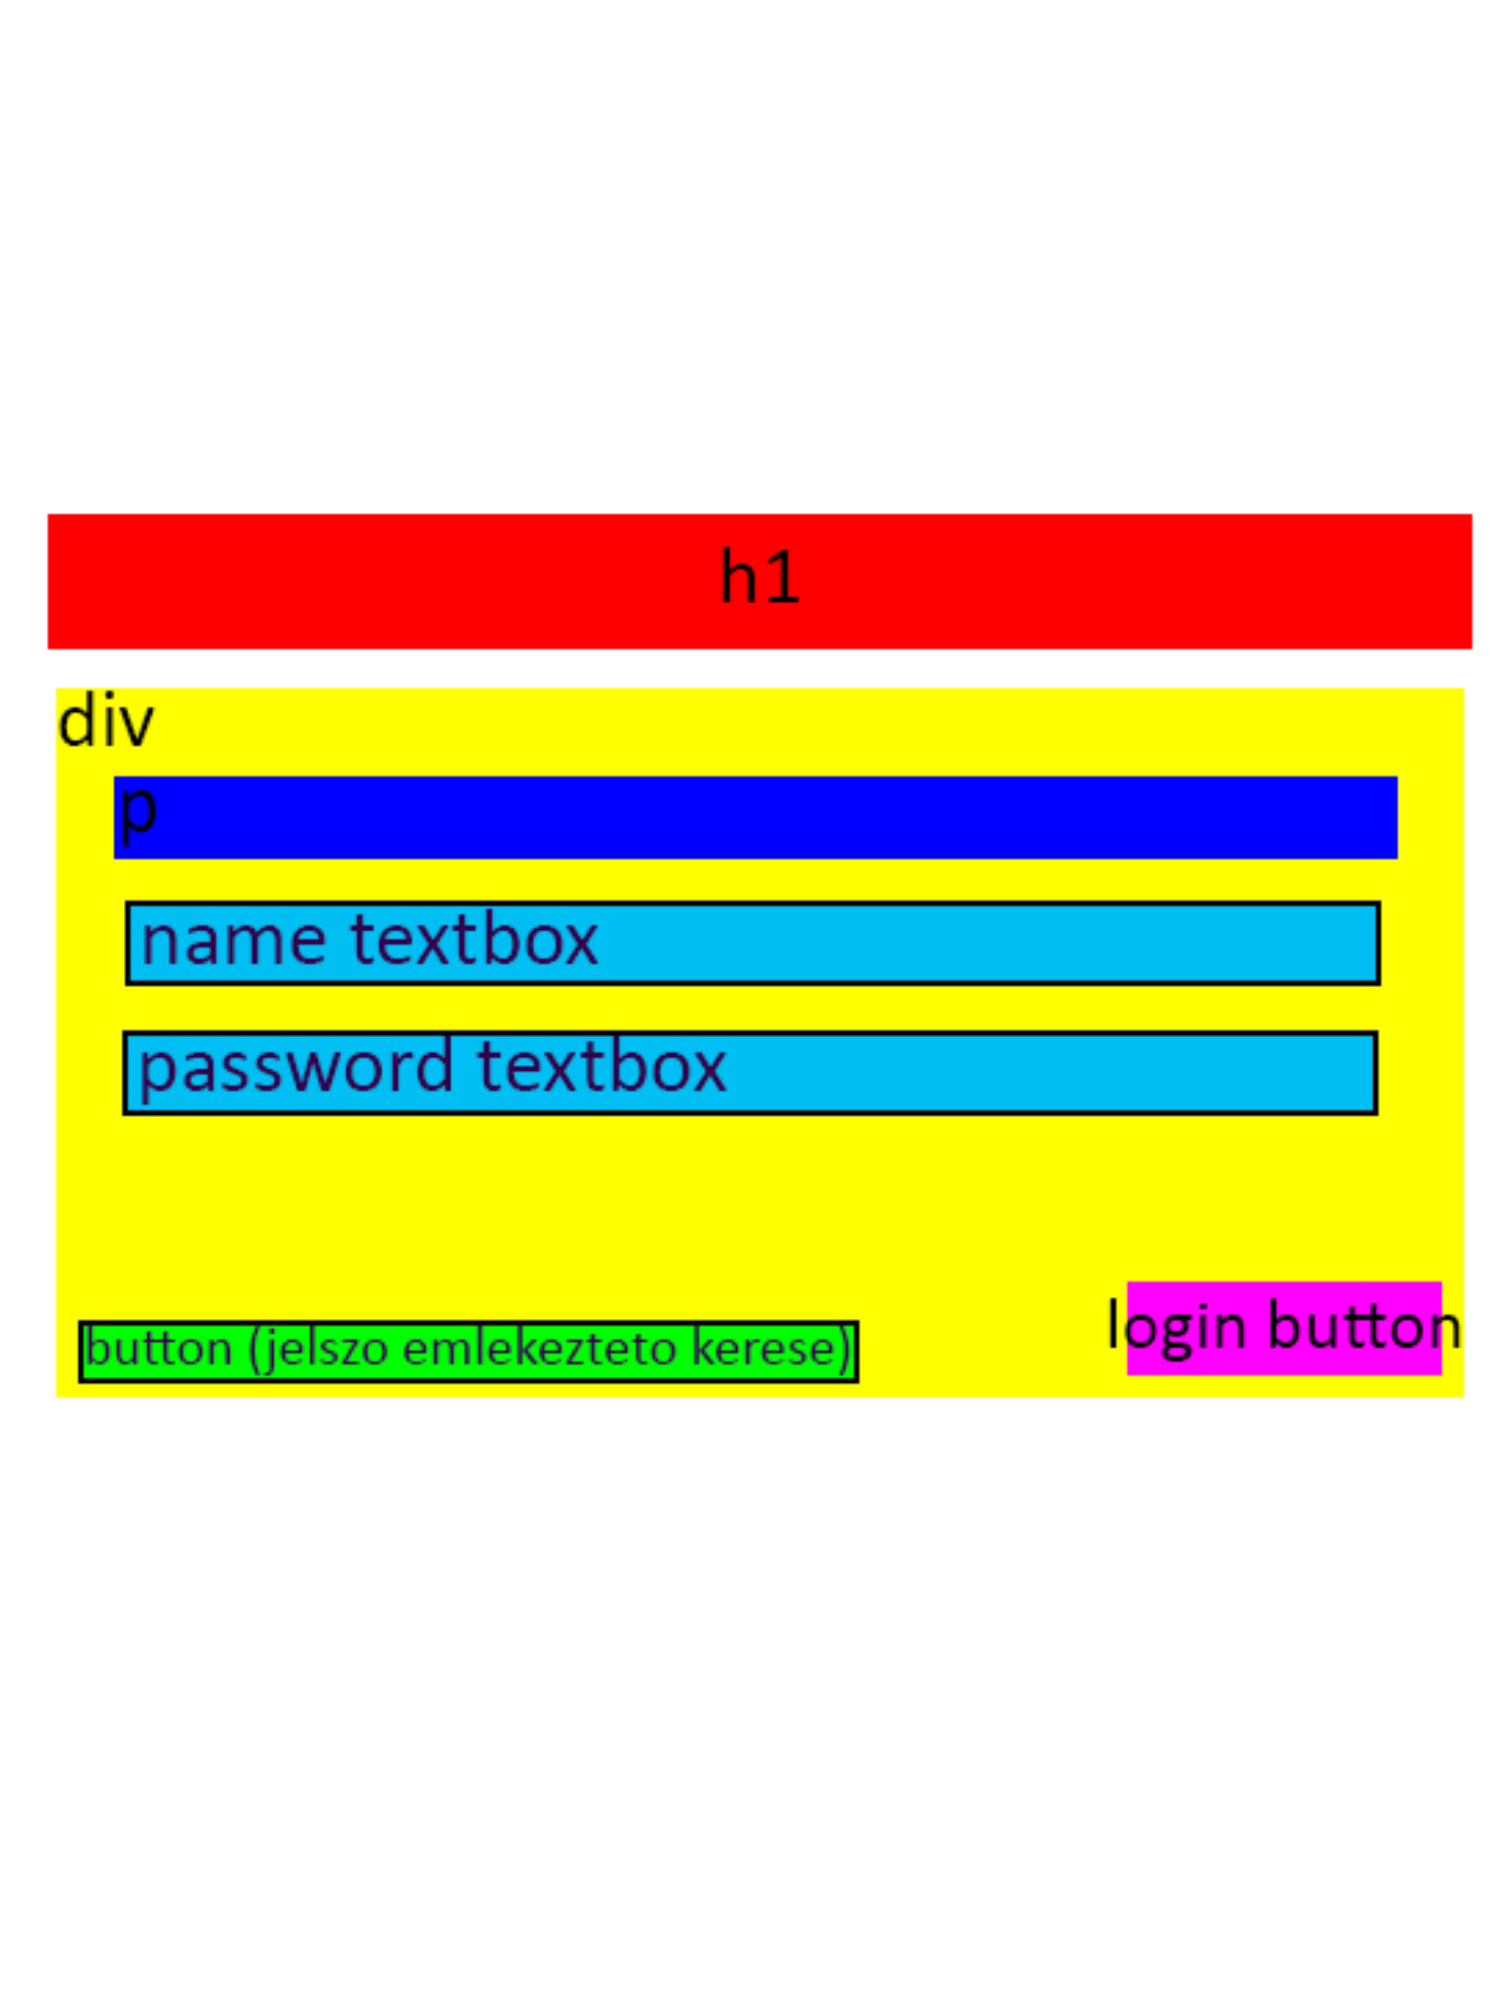 h1
div
p
name textbox
password textbox
login button
button (jelszo emlekezteto kerese)